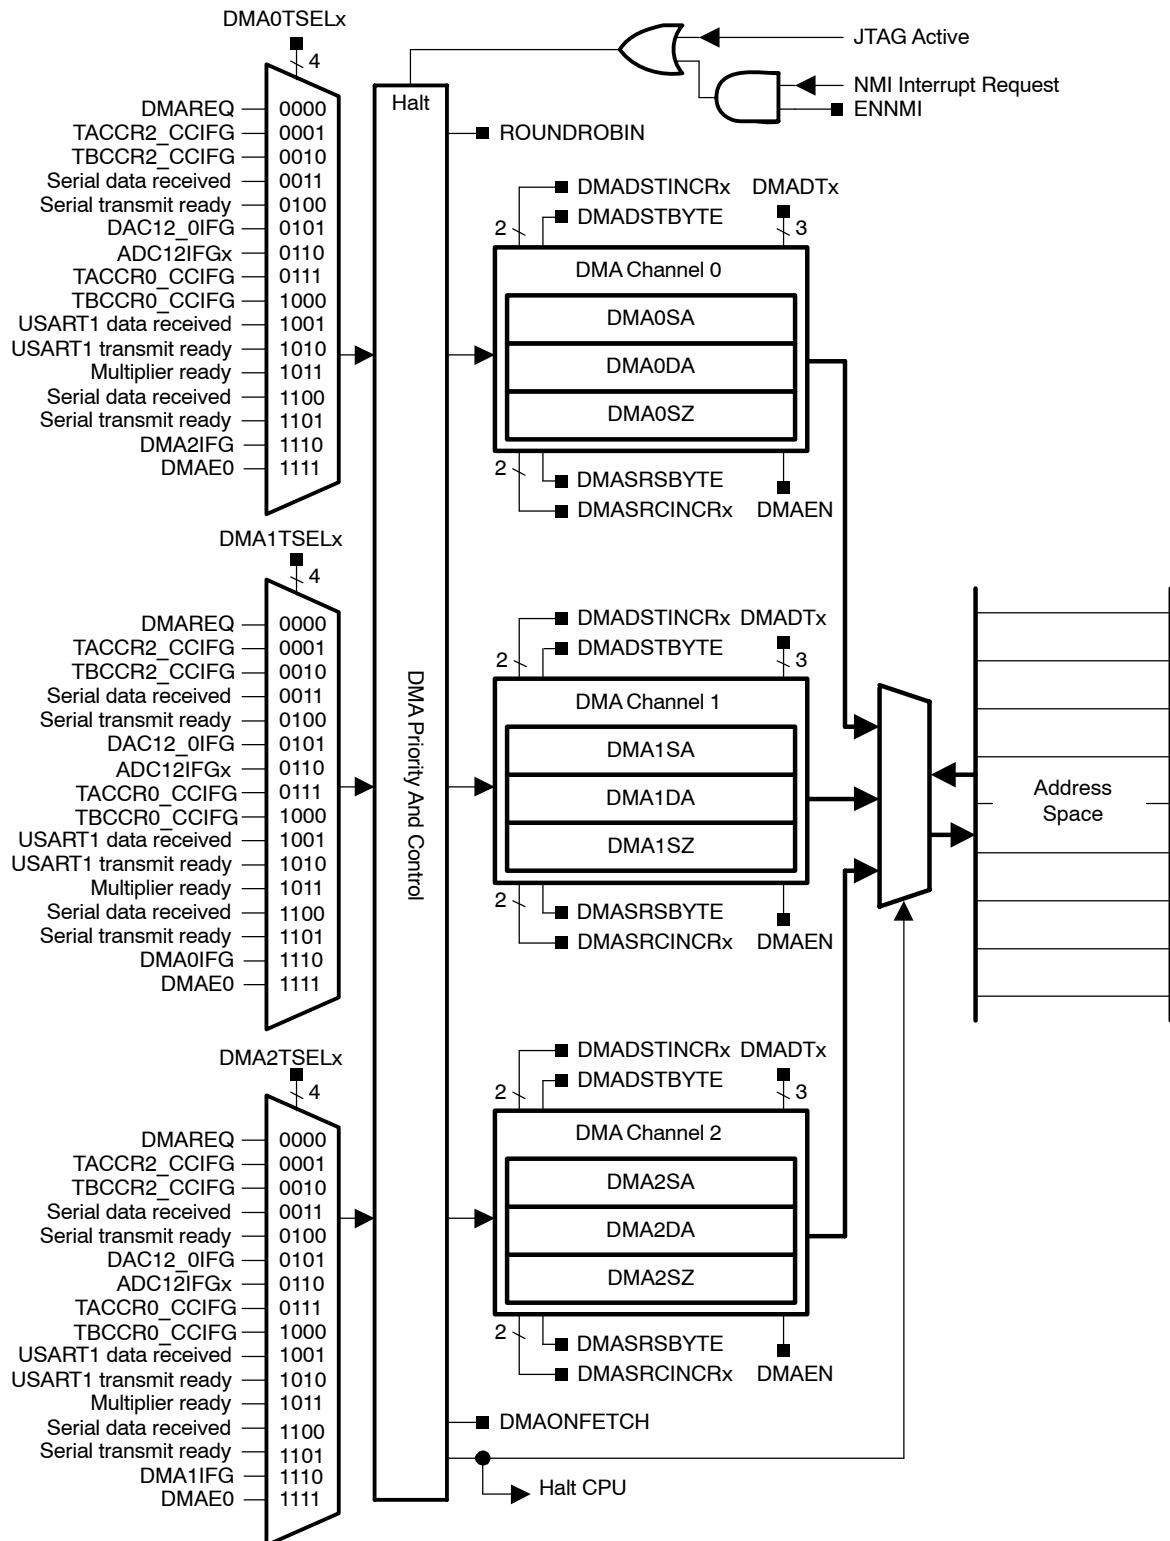 DMA0TSELx
4
JTAG Active
NMI Interrupt Request
ENNMI
Halt
ROUNDROBIN
DMAREQ 0000
TACCR2_CCIFG 0001
TBCCR2_CCIFG 0010
Serial data received 0011
Serial transmit ready 0100
DAC12_0IFG 0101
ADC12IFGx 0110
TACCR0_CCIFG 0111
TBCCR0_CCIFG 1000
USART1 data received 1001
USART1 transmit ready 1010
Multiplier ready 1011
Serial data received 1100
Serial transmit ready 1101
DMA2IFG 1110
DMAE0 1111
DMADSTINCRx DMADTx
DMADSTBYTE
2
3
DMA Channel 0
DMA0SA
DMA0DA
DMA0SZ
2
DMASRSBYTE
DMASRCINCRx DMAEN
DMA1TSELx
4
DMAREQ 0000
TACCR2_CCIFG 0001
TBCCR2_CCIFG 0010
Serial data received 0011
Serial transmit ready 0100
DAC12_0IFG 0101
ADC12IFGx 0110
TACCR0_CCIFG 0111
TBCCR0_CCIFG 1000
USART1 data received 1001
USART1 transmit ready 1010
Multiplier ready 1011
Serial data received 1100
Serial transmit ready 1101
DMA0IFG 1110
DMAE0 1111
DMA Priority And Control
DMADSTINCRx DMADTx
DMADSTBYTE
2
3
DMA Channel 1
DMA1SA
DMA1DA
DMA1SZ
2
DMASRSBYTE
DMASRCINCRx DMAEN
Address
Space
DMA2TSELx
4
DMAREQ 0000
TACCR2_CCIFG 0001
TBCCR2_CCIFG 0010
Serial data received 0011
Serial transmit ready 0100
DAC12_0IFG 0101
ADC12IFGx 0110
TACCR0_CCIFG 0111
TBCCR0_CCIFG 1000
USART1 data received 1001
USART1 transmit ready 1010
Multiplier ready 1011
Serial data received 1100
Serial transmit ready 1101
DMA1IFG 1110
DMAE0 1111
DMADSTINCRx DMADTx
DMADSTBYTE
2
3
DMA Channel 2
DMA2SA
DMA2DA
DMA2SZ
2
DMASRSBYTE
DMASRCINCRx DMAEN
DMAONFETCH
Halt CPU